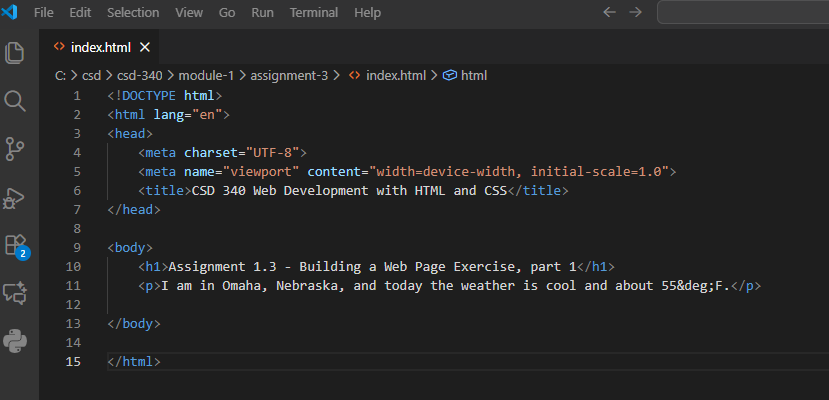 File Edit Selection View Go Run Terminal Help
index.html
C: > csd > csd-340 > module-1 > assignment-3 > index.html > html
1 <!DOCTYPE html>
2 <html lang="en">
3 <head>
4 <meta charset="UTF-8">
5 <meta name="viewport" content="width=device-width, initial-scale=1.0">
6 <title>CSD 340 Web Development with HTML and CSS</title>
7 </head>
8
9 <body>
10 <h1>Assignment 1.3 - Building a Web Page Exercise, part 1</h1>
11 <p>I am in Omaha, Nebraska, and today the weather is cool and about 55&deg;F.</p>
12
13 </body>
14
15 </html>
2